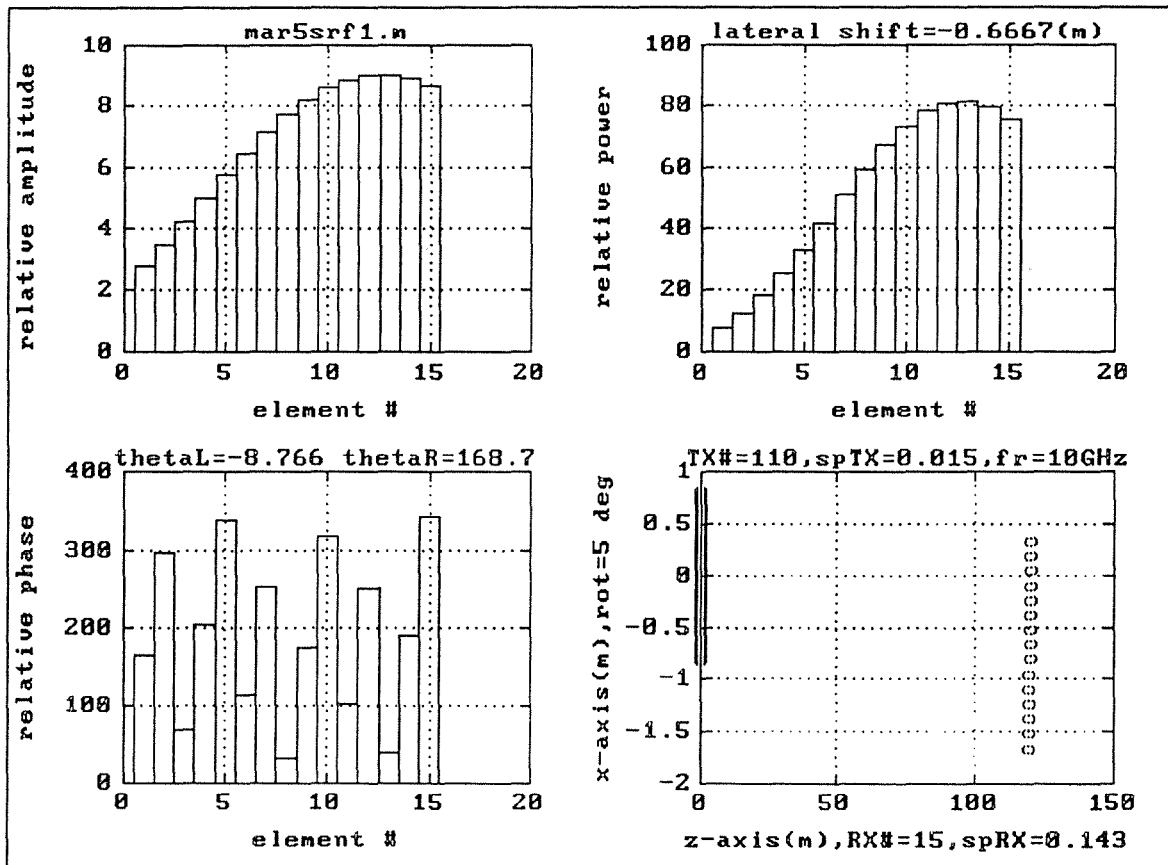 mar5srf1.m
10
8
6
4
2
0
relative amplitude
0 5 10 15 20
element #
lateral shift=-0.6667(m)
100
80
60
40
20
0
relative power
0 5 10 15 20
element #
thetaL=-8.766 thetaR=168.7
400
300
200
100
0
relative phase
0 5 10 15 20
element #
TX#=110,spTX=0.015,fr=10GHz
1
0.5
0
-0.5
-1
-1.5
-2
x-axis(m),rot=5 deg
0 50 100 150
z-axis(m),RX#=15,spRX=0.143